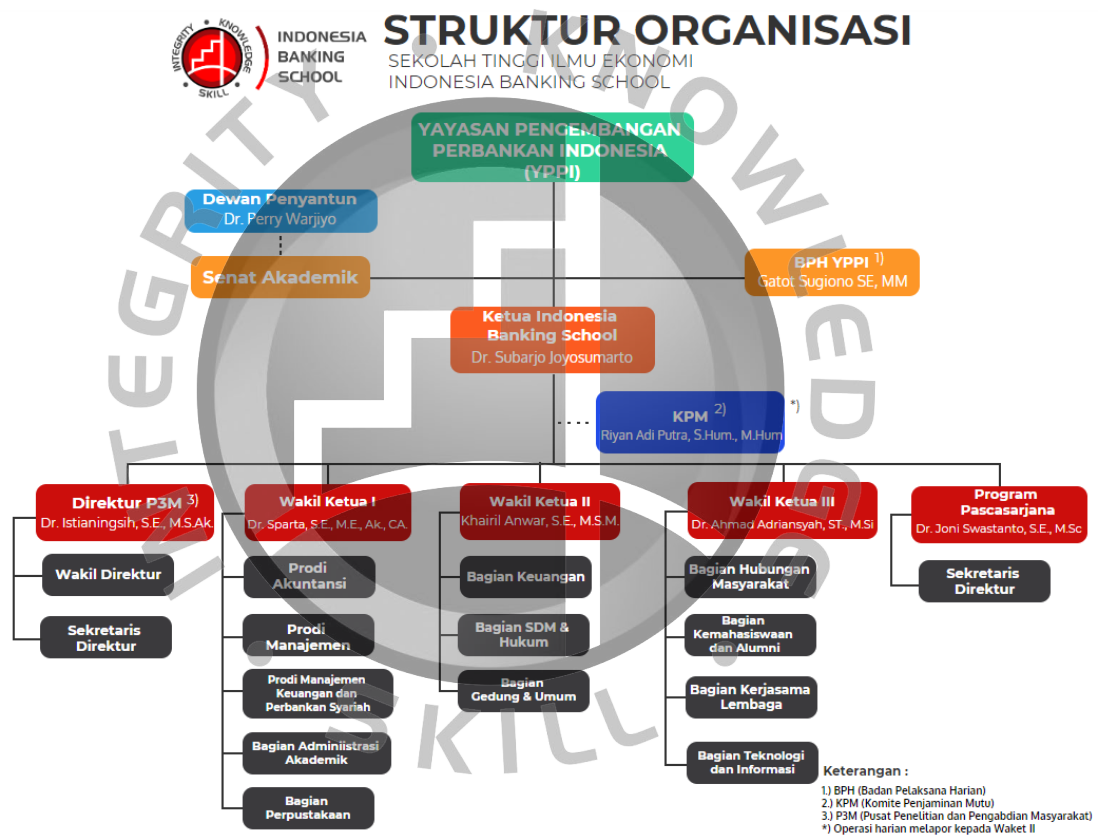 INTEGRITY
KNOWLEDGE
SKILL
INDONESIA
BANKING
SCHOOL
STRUKTUR ORGANISASI
SEKOLAH TINGGI ILMU EKONOMI
INDONESIA BANKING SCHOOL
INTEGRITY
KNOWLEDGE
SKILL
YAYASAN PENGEMBANGAN
PERBANKAN INDONESIA
(YPPI)
Dewan Penyantun
Dr. Perry Warjiyo
Senat Akademik
BPH YPPI 1)
Gatot Sugiono SE, MM
Ketua Indonesia
Banking School
Dr. Subarjo Joyosumarto
KPM 2)
*)
Riyan Adi Putra, S.Hum., M.Hum
Direktur P3M 3)
Dr. Istianingsih, S.E., M.S.Ak.
Wakil Direktur
Sekretaris
Direktur
Wakil Ketua I
Dr. Sparta, S.E., M.E., Ak., CA.
Prodi
Akuntansi
Prodi
Manajemen
Prodi Manajemen
Keuangan dan
Perbankan Syariah
Bagian Adminiistrasi
Akademik
Bagian
Perpustakaan
Wakil Ketua II
Khairil Anwar, S.E., M.S.M.
Bagian Keuangan
Bagian SDM &
Hukum
Bagian
Gedung & Umum
Wakil Ketua III
Dr. Ahmad Adriansyah, ST., M.Si
Bagian Hubungan
Masyarakat
Bagian
Kemahasiswaan
dan Alumni
Bagian Kerjasama
Lembaga
Bagian Teknologi
dan Informasi
Program
Pascasarjana
Dr. Joni Swastanto, S.E., M.Sc
Sekretaris
Direktur
Keterangan :
1.) BPH (Badan Pelaksana Harian)
2.) KPM (Komite Penjaminan Mutu)
3.) P3M (Pusat Penelitian dan Pengabdian Masyarakat)
*) Operasi harian melapor kepada Waket II